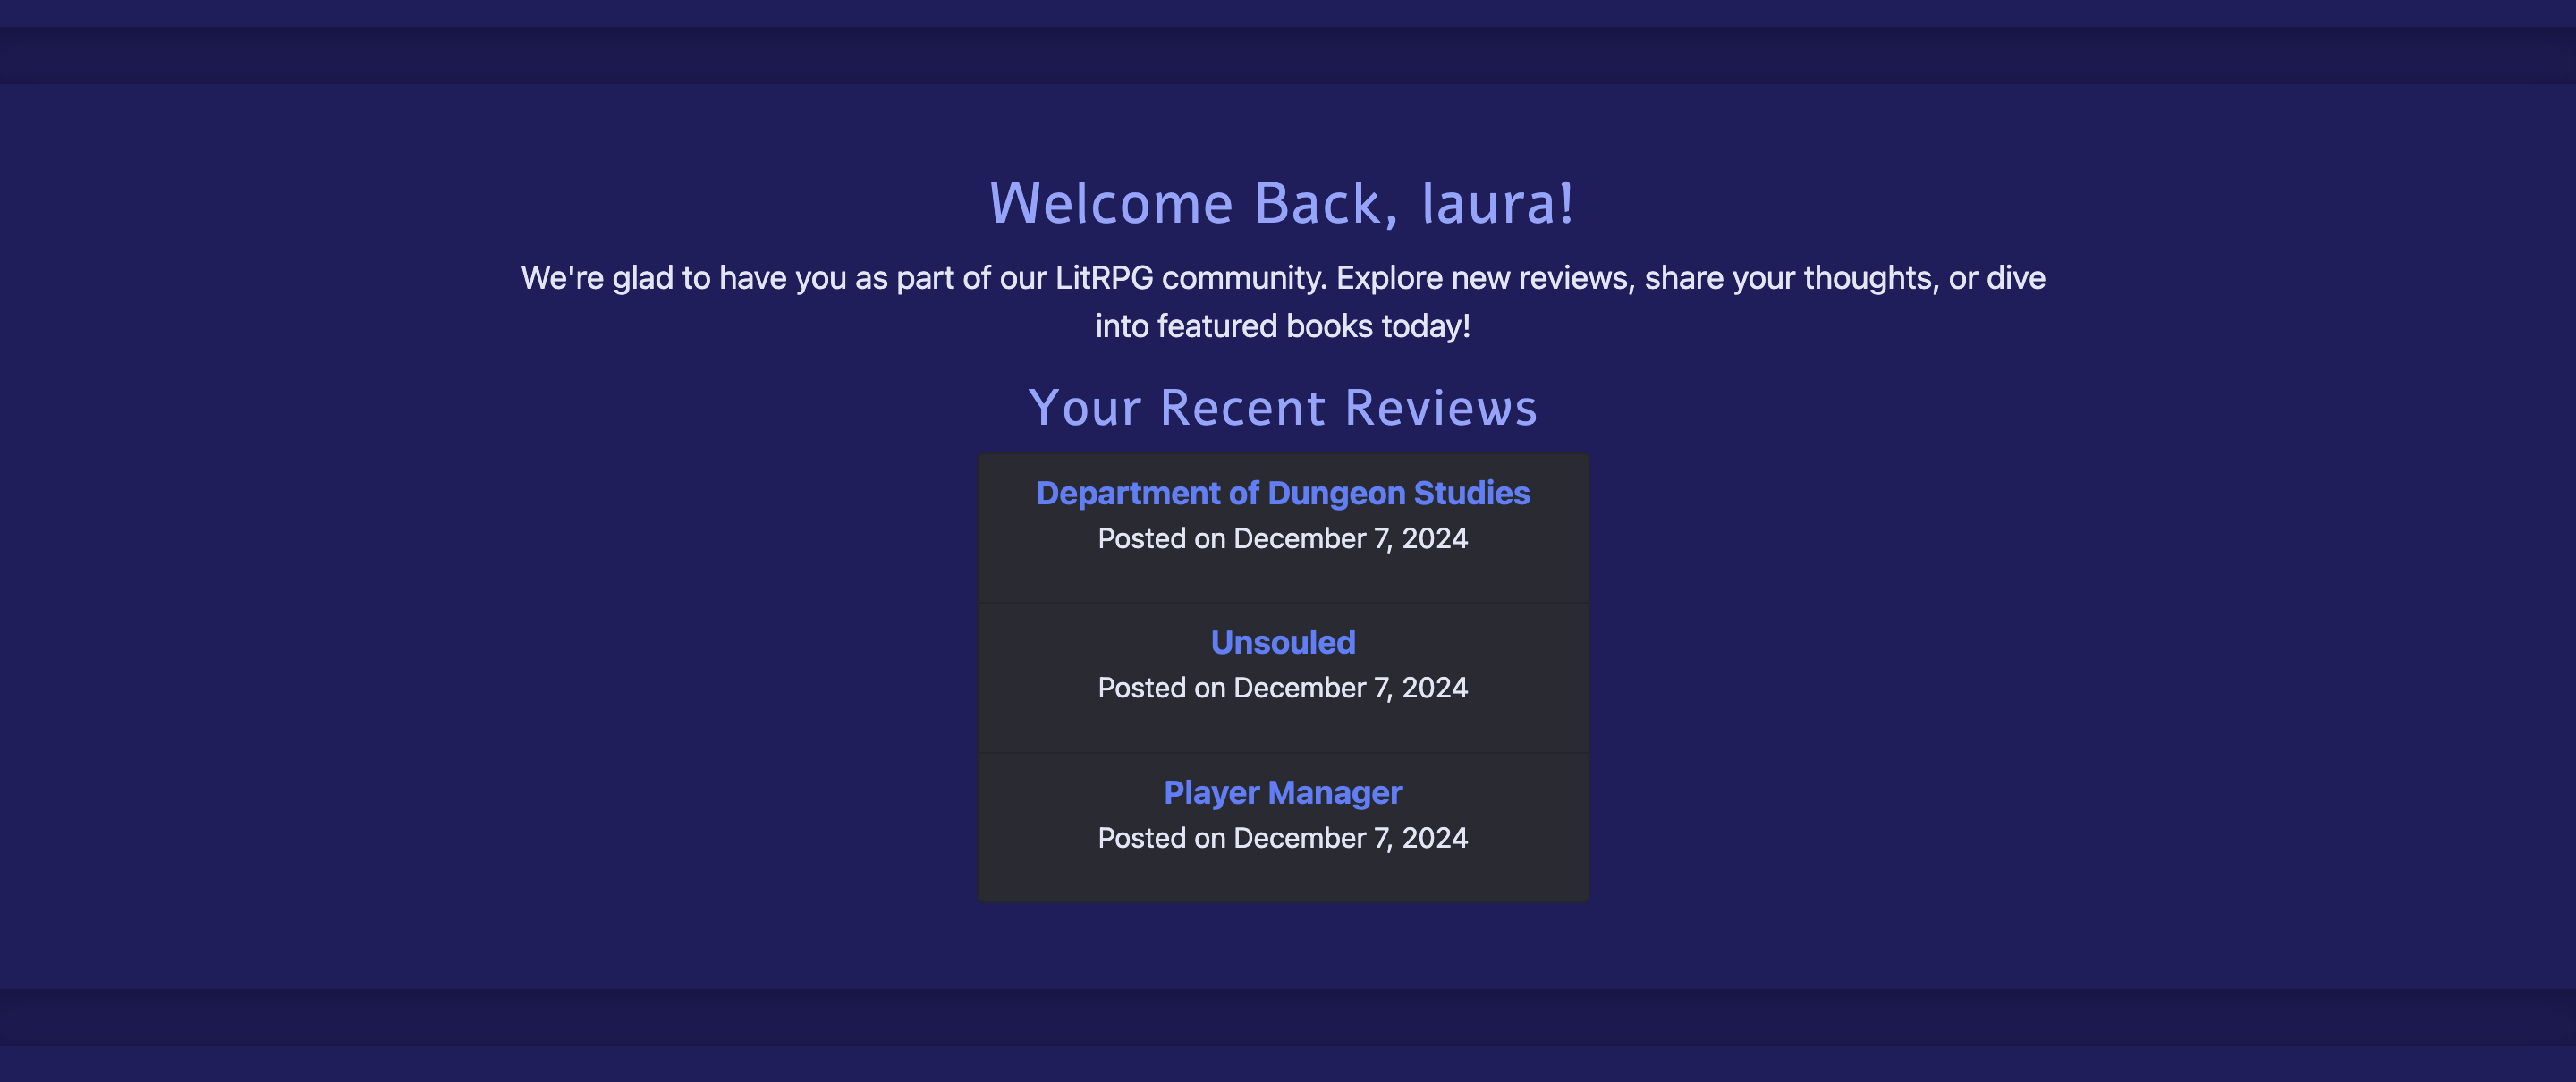 Welcome Back, laura!
We're glad to have you as part of our LitRPG community. Explore new reviews, share your thoughts, or dive
into featured books today!
Your Recent Reviews
Department of Dungeon Studies
Posted on December 7, 2024
Unsouled
Posted on December 7, 2024
Player Manager
Posted on December 7, 2024